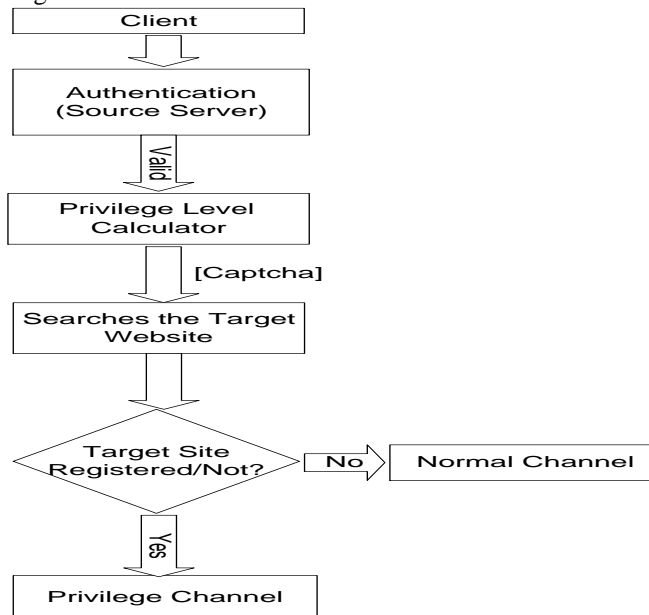 Client
Authentication
(Source Server)
Valid
Privilege Level
Calculator
[Captcha]
Searches the Target
Website
Target Site
Registered/Not?
No
Normal Channel
Yes
Privilege Channel